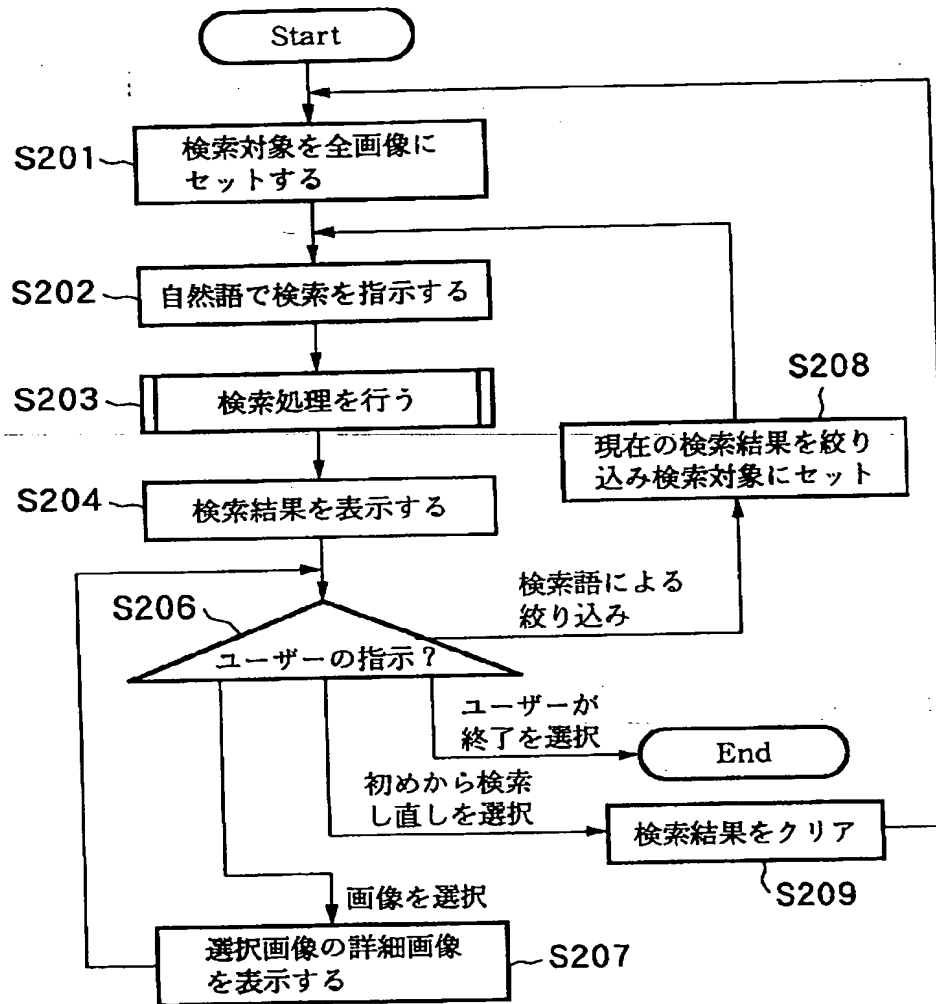 Start
S201
検索対象を全画像に
セットする
S202
自然語で検索を指示する
S203
検索処理を行う
S208
現在の検索結果を絞り
込み検索対象にセット
S204
検索結果を表示する
検索語による
絞り込み
S206
ユーザーの指示?
ユーザーが
終了を選択
End
初めから検索
し直しを選択
検索結果をクリア
S209
画像を選択
選択画像の詳細画像
を表示する
S207